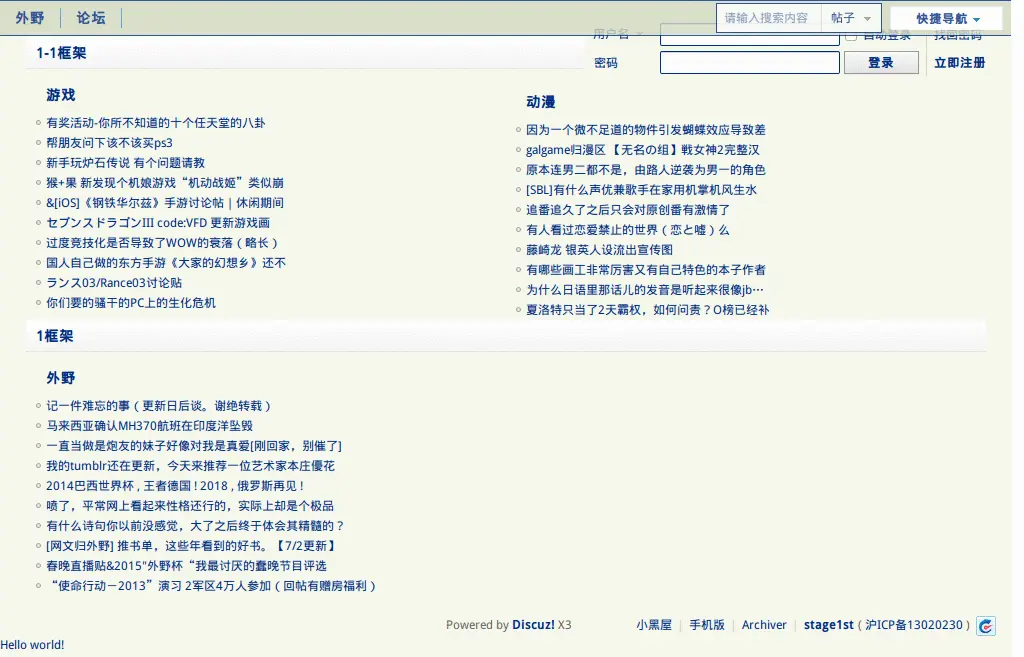 外野 论坛 请输入搜索内容 帖子 快捷导航
用户名 自动登录 找回密码
1-1框架
密码 登录 立即注册
游戏
有奖活动-你所不知道的十个任天堂的八卦
帮朋友问下该不该买ps3
新手玩炉石传说 有个问题请教
猴+果 新发现个机娘游戏“机动战姬”类似崩
&[iOS]《钢铁华尔兹》手游讨论帖｜休闲期间
セブンスドラゴンIII code:VFD 更新游戏画
过度竞技化是否导致了WOW的衰落（略长）
国人自己做的东方手游《大家的幻想乡》还不
ランス03/Rance03讨论贴
你们要的骚干的PC上的生化危机
动漫
因为一个微不足道的物件引发蝴蝶效应导致差
galgame归漫区 【无名の组】戦女神2完整汉
原本连男二都不是，由路人逆袭为男一的角色
[SBL]有什么声优兼歌手在家用机掌机风生水
追番追久了之后只会对原创番有激情了
有人看过恋爱禁止的世界（恋と嘘）么
藤崎龙 银英人设流出宣传图
有哪些画工非常厉害又有自己特色的本子作者
为什么日语里那话儿的发音是听起来很像jb…
夏洛特只当了2天霸权，如何问责？O榜已经补
1框架
外野
记一件难忘的事（更新日后谈。谢绝转载）
马来西亚确认MH370航班在印度洋坠毁
一直当做是炮友的妹子好像对我是真爱[刚回家，别催了]
我的tumblr还在更新，今天来推荐一位艺术家本庄優花
2014巴西世界杯 , 王者德国 ! 2018 , 俄罗斯再见 !
喷了，平常网上看起来性格还行的，实际上却是个极品
有什么诗句你以前没感觉，大了之后终于体会其精髓的？
[网文归外野] 推书单，这些年看到的好书。【7/2更新】
春晚直播贴&2015"外野杯“我最讨厌的蠢晚节目评选
“使命行动－2013”演习 2军区4万人参加（回帖有赠房福利）
Powered by Discuz! X3 小黑屋 | 手机版 | Archiver | stage1st ( 沪ICP备13020230 )
Hello world!